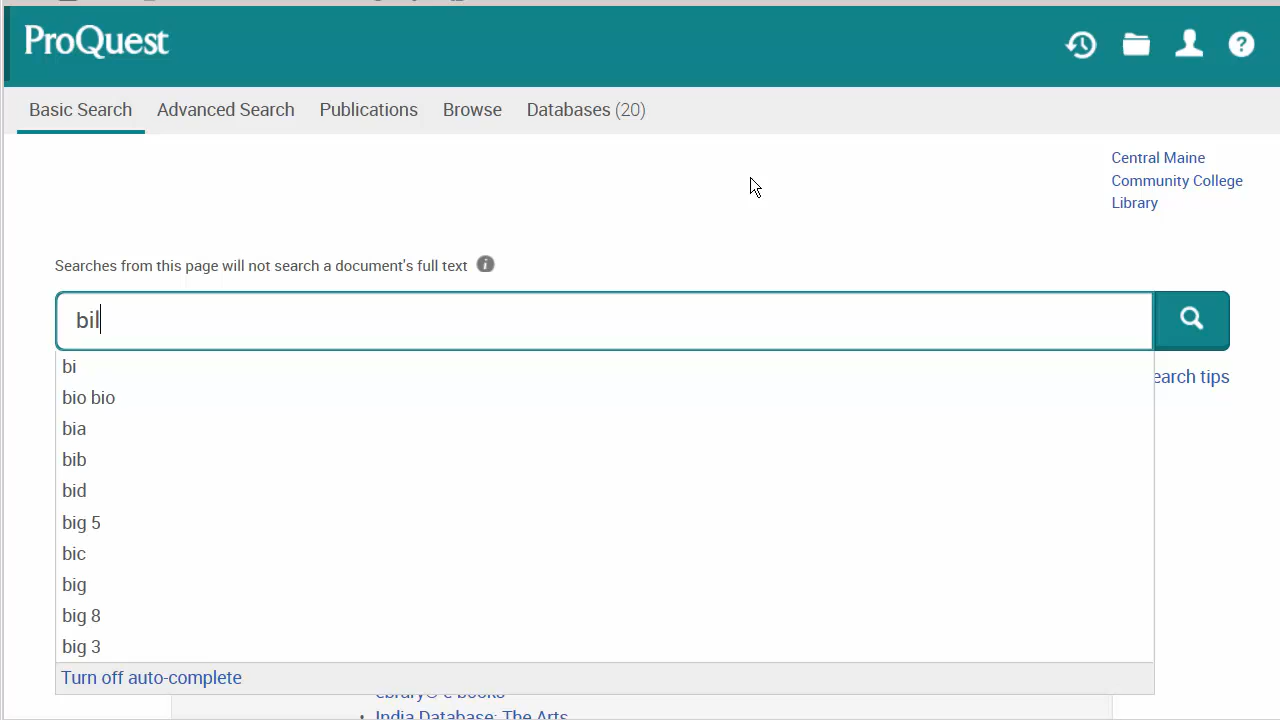 ProQuest
Basic Search Advanced Search Publications Browse Databases (20)
Central Maine
Community College
Library
Searches from this page will not search a document's full text
bil
bi
earch tips
bio bio
bia
bib
bid
big 5
bic
big
big 8
big 3
Turn off auto-complete
India Database: The Arts